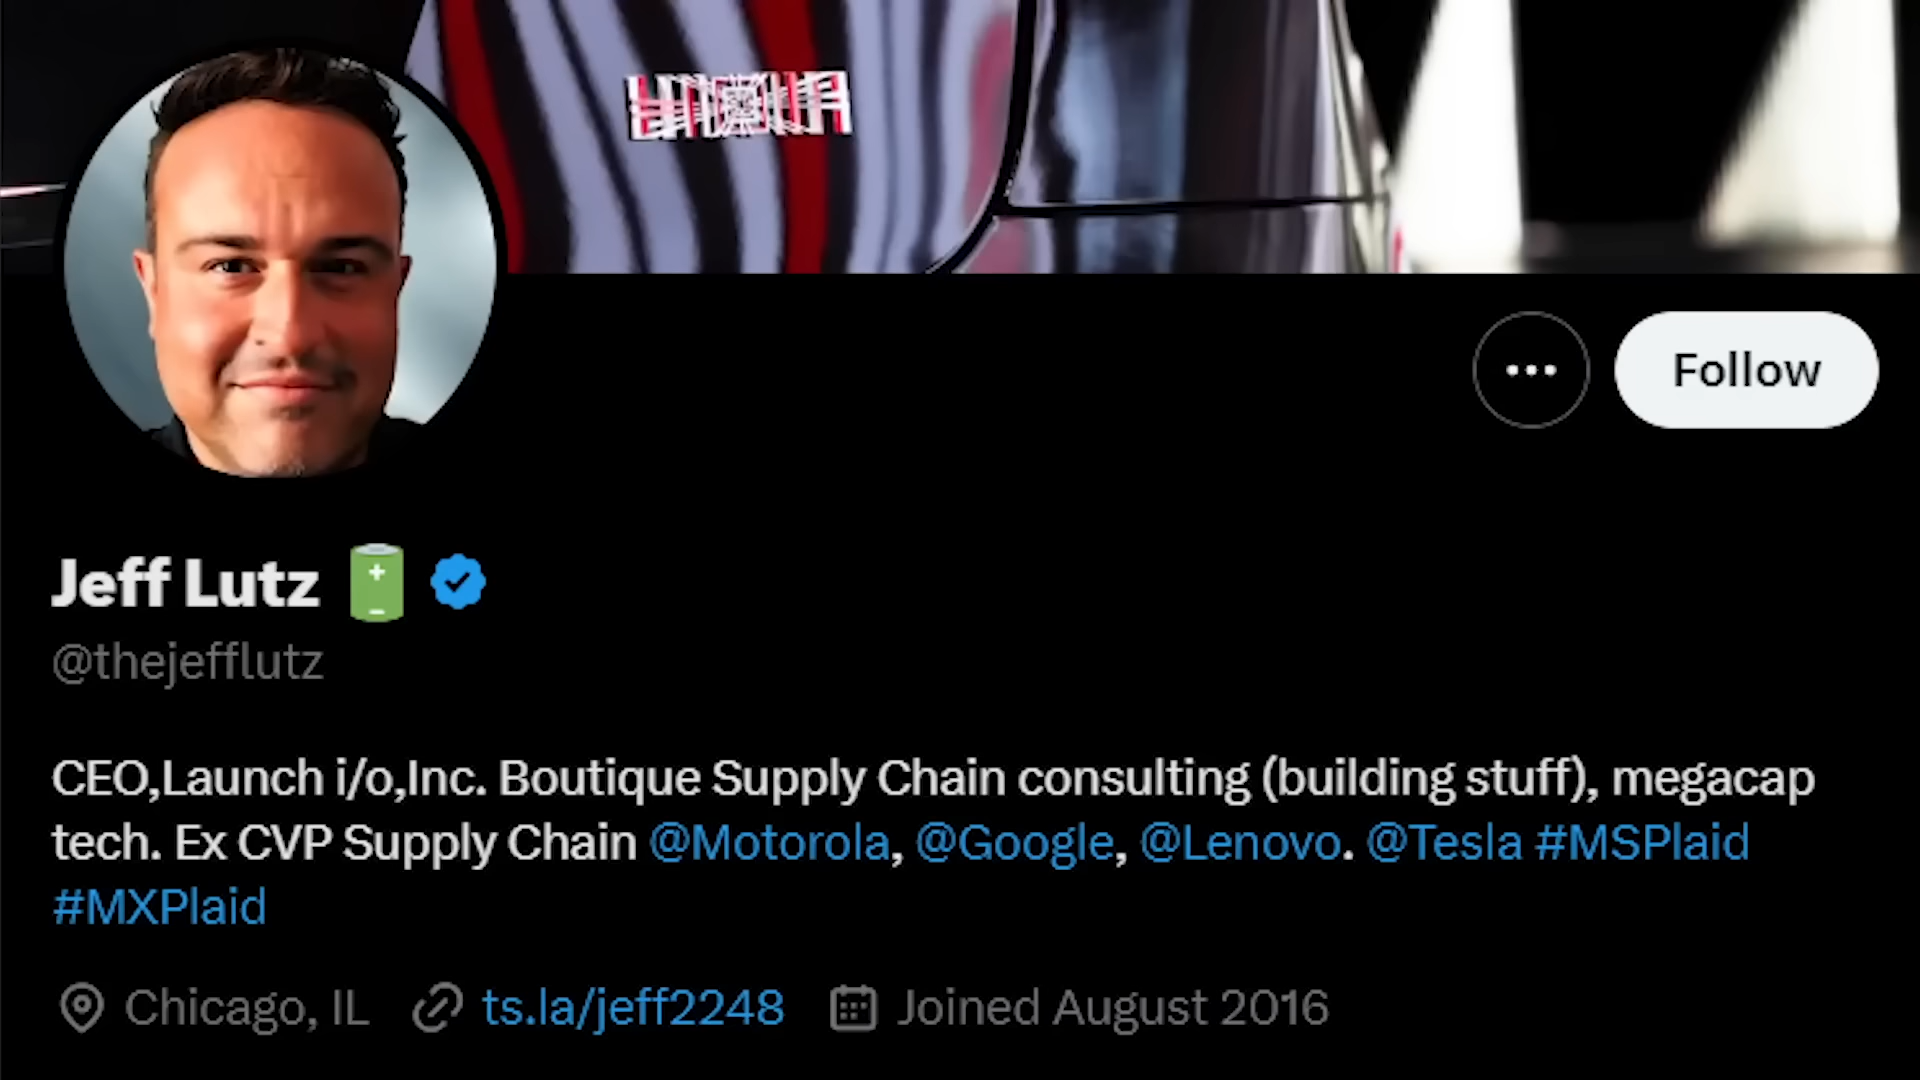 Follow
Jeff Lutz
@thejefflutz
CEO,Launch i/o,Inc. Boutique Supply Chain consulting (building stuff), megacap
tech. Ex CVP Supply Chain @Motorola, @Google, @Lenovo. @Tesla #MSPlaid
#MXPlaid
Chicago, IL ts.la/jeff2248 Joined August 2016